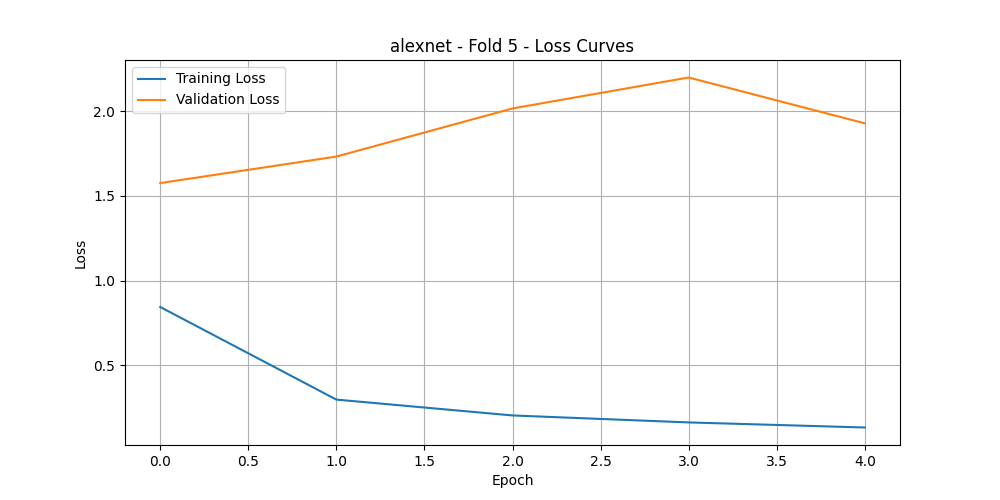 alexnet - Fold 5 - Loss Curves
Training Loss
Validation Loss
2.0
1.5
1.0
0.5
Loss
0.0 0.5 1.0 1.5 2.0 2.5 3.0 3.5 4.0
Epoch